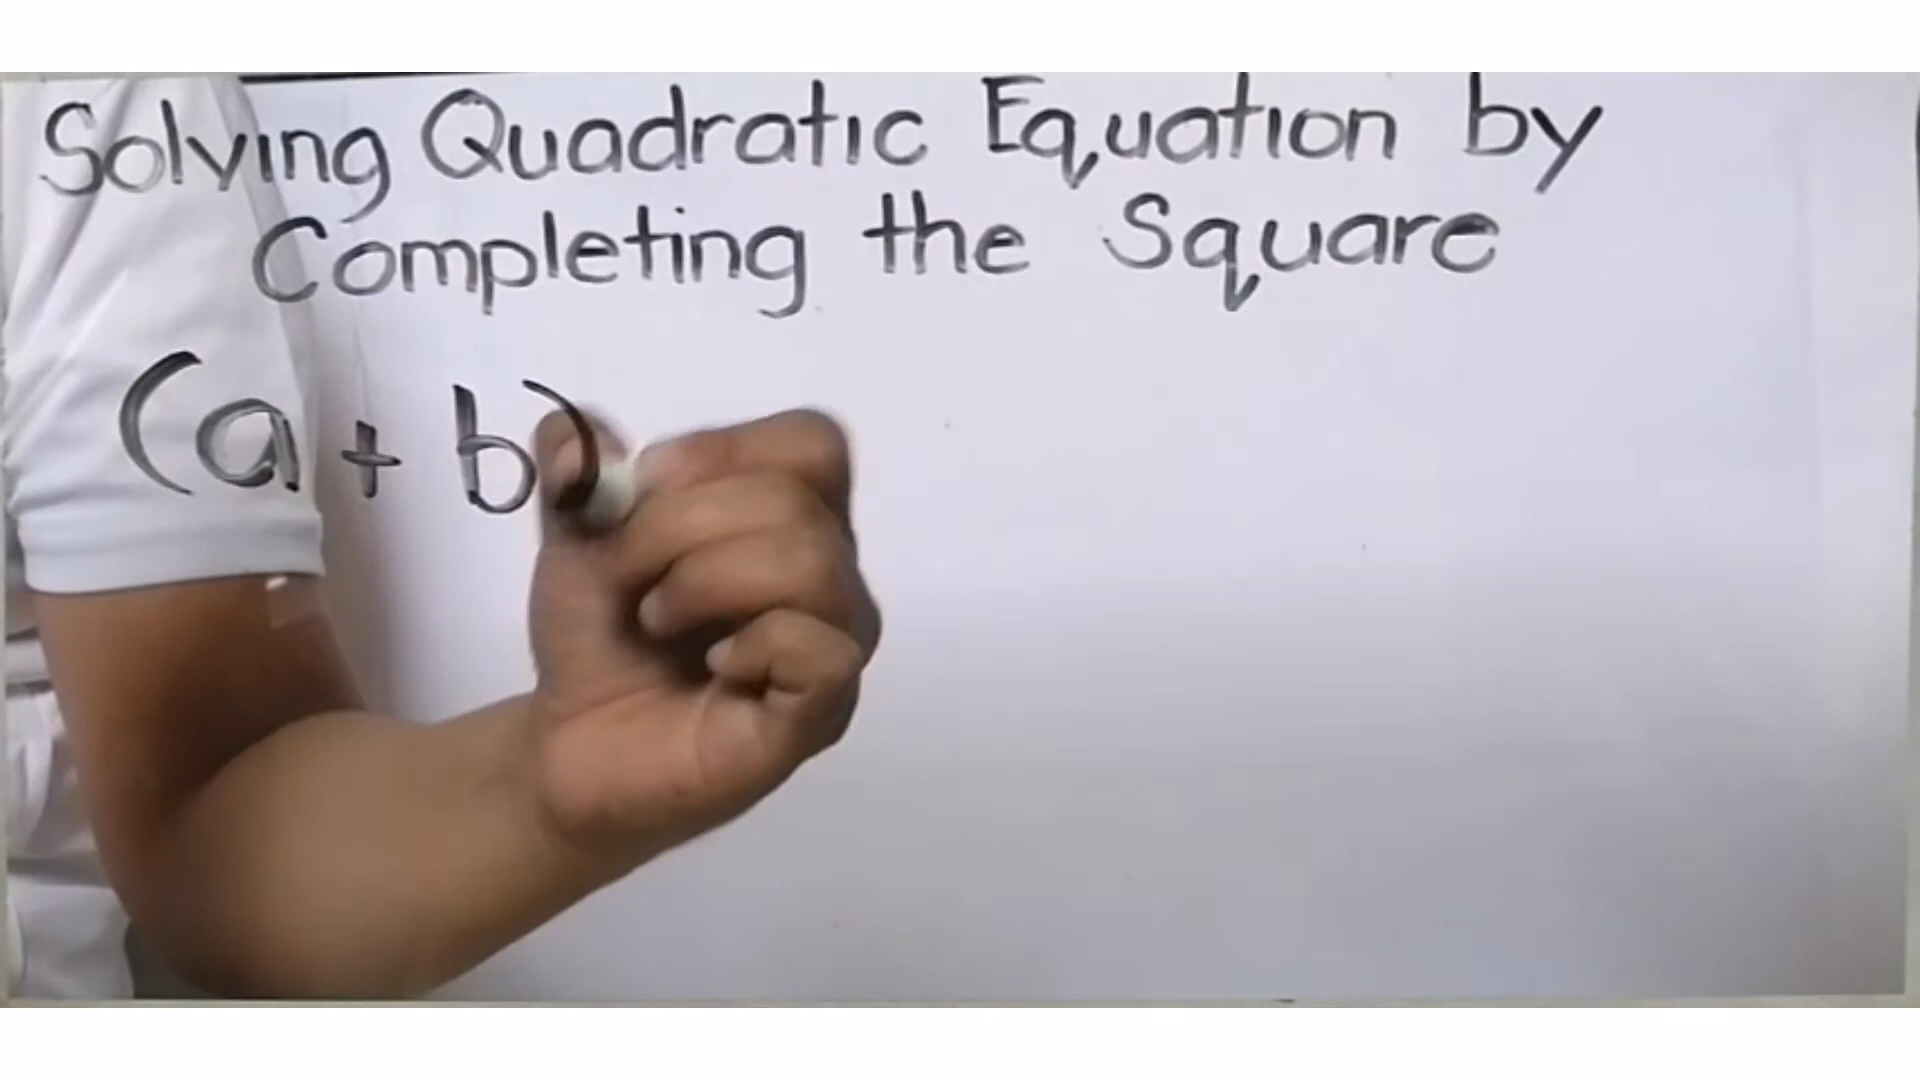 Solving Quadratic Equation by
Completing the Square
(a + b)